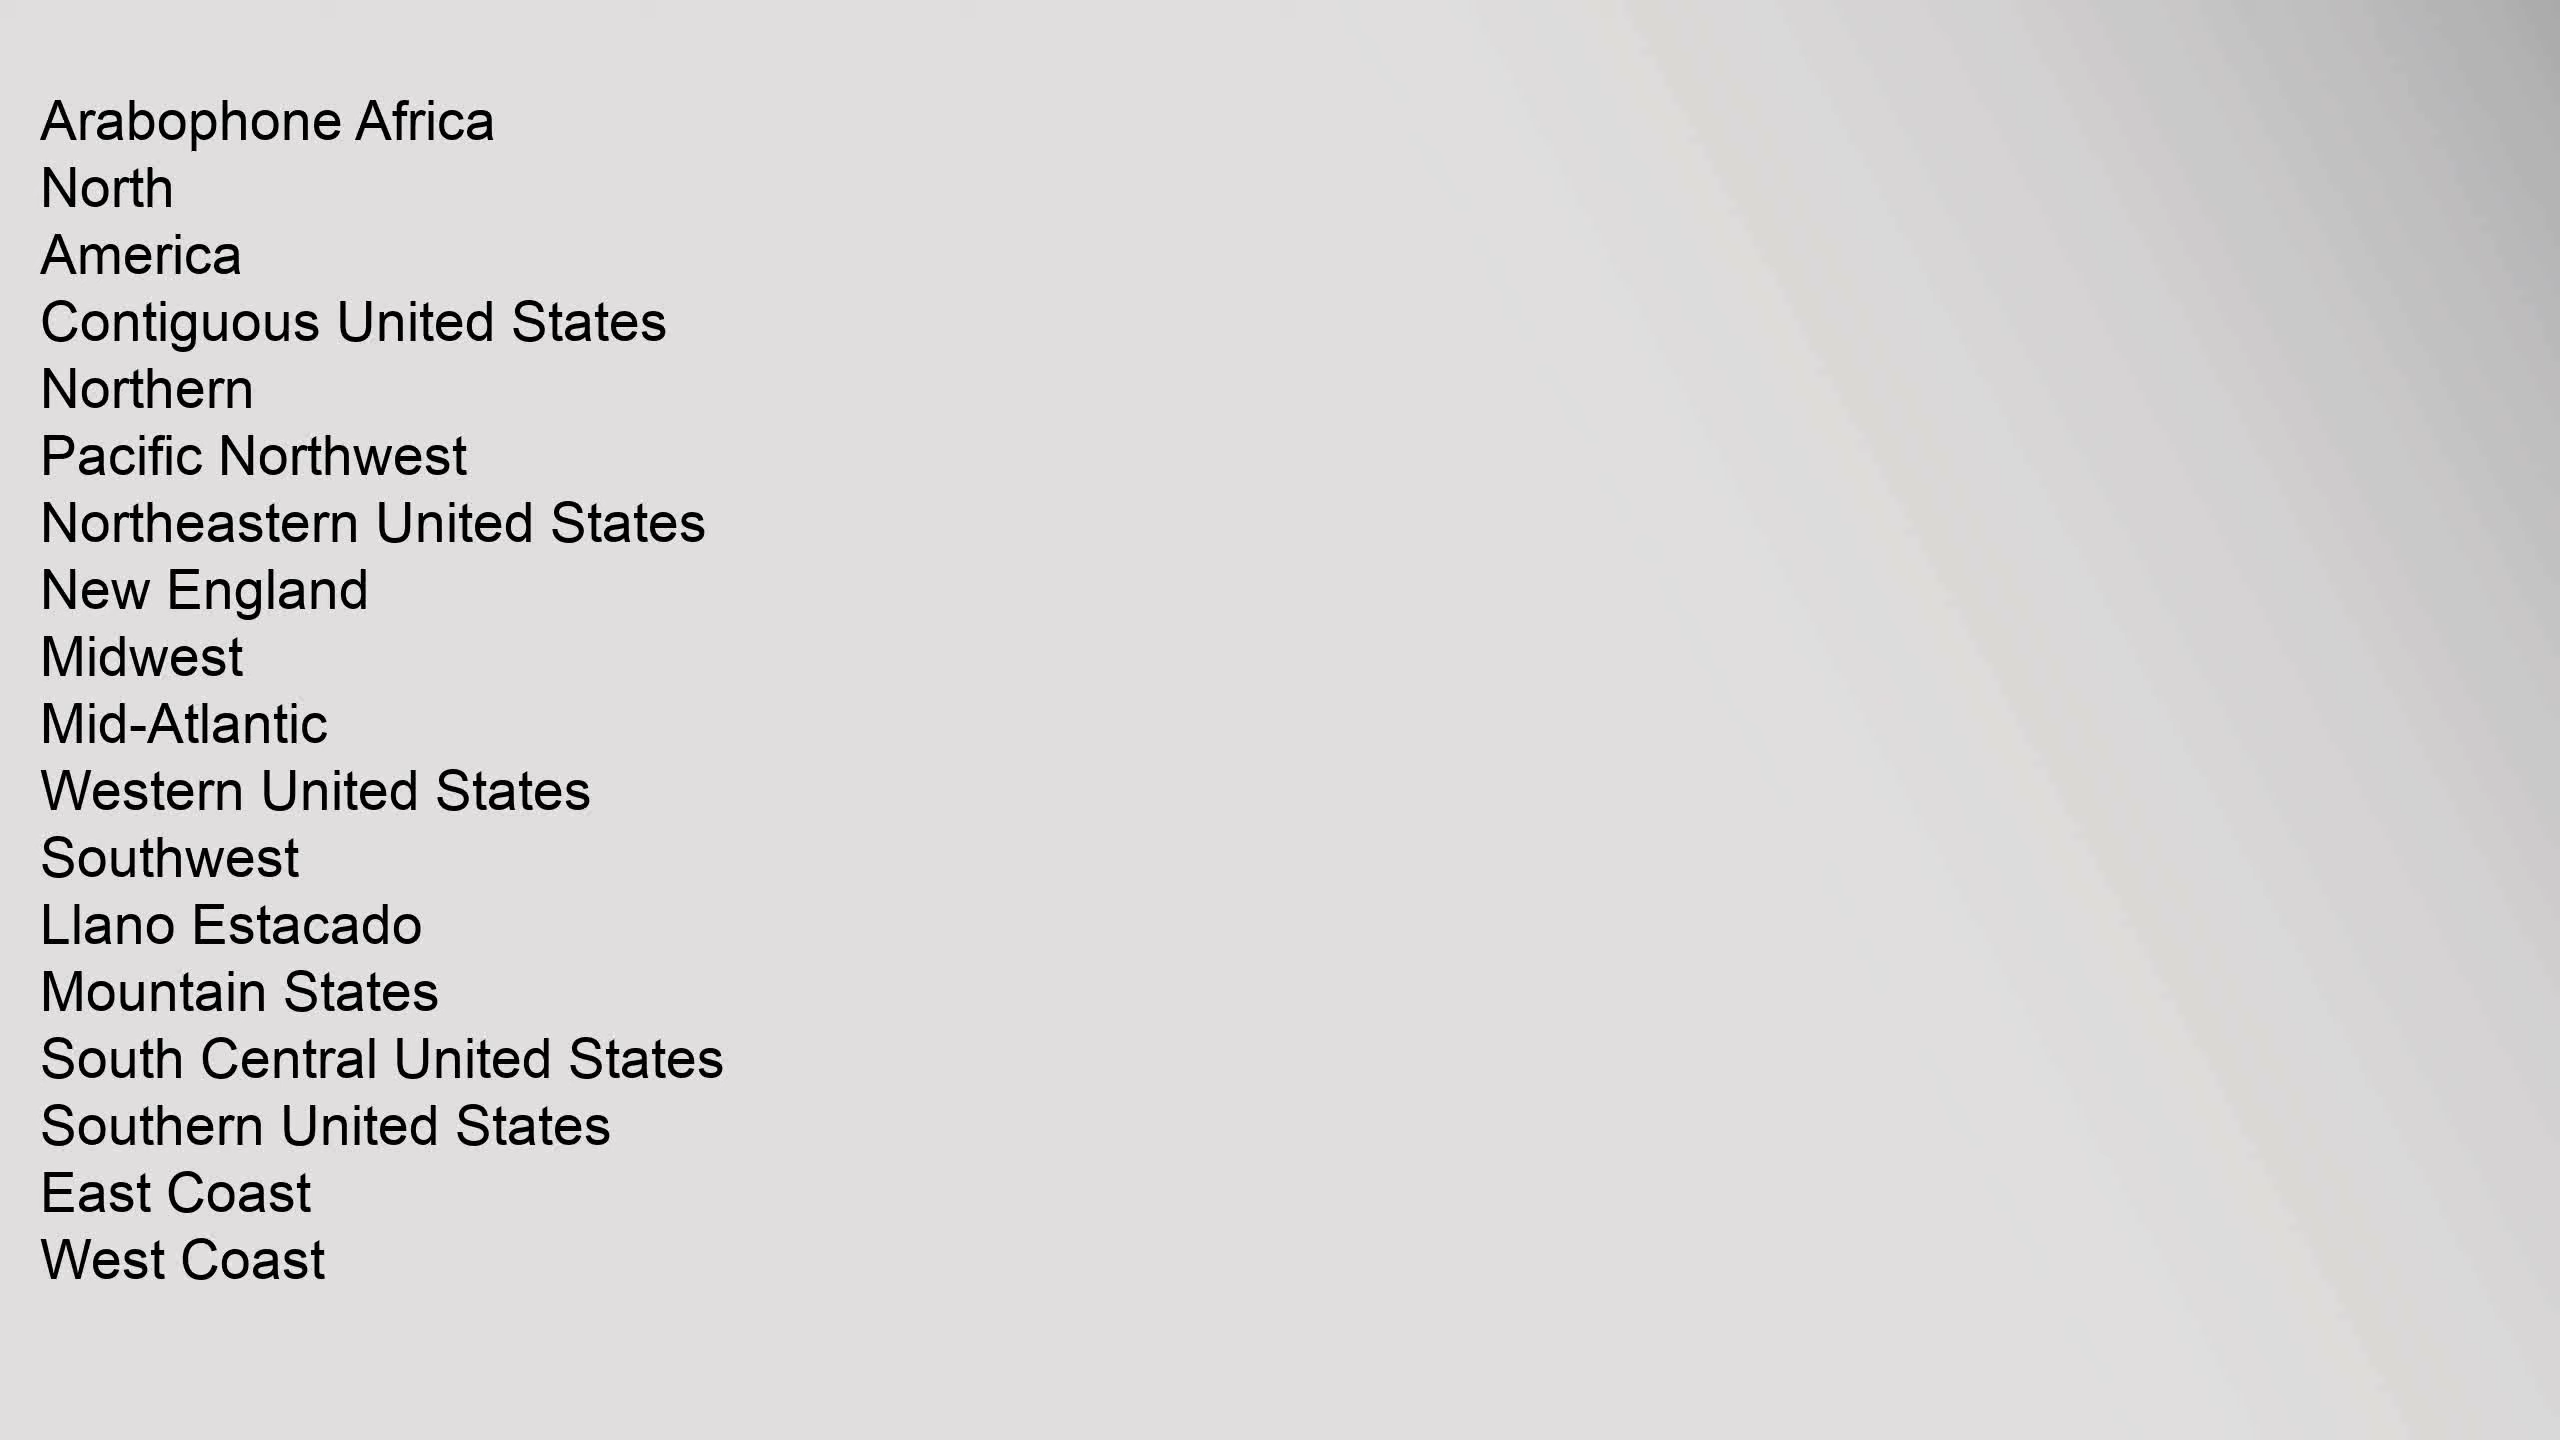 Arabophone Africa
North
America
Contiguous United States
Northern
Pacific Northwest
Northeastern United States
New England
Midwest
Mid-Atlantic
Western United States
Southwest
Llano Estacado
Mountain States
South Central United States
Southern United States
East Coast
West Coast